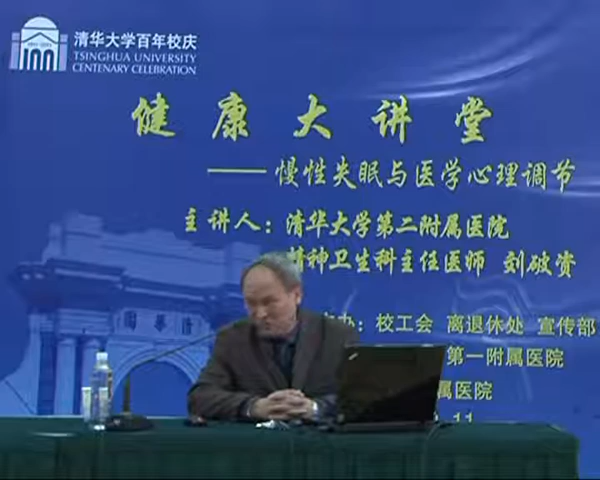 清华大学百年校庆
TSINGHUA UNIVERSITY
CENTENARY CELEBRATION
健康大讲堂
——慢性失眠与医学心理调节
主讲人：清华大学第二附属医院
精神卫生科主任医师 刘破资
办：校工会 离退休处 宣传部
第一附属医院
属医院
11